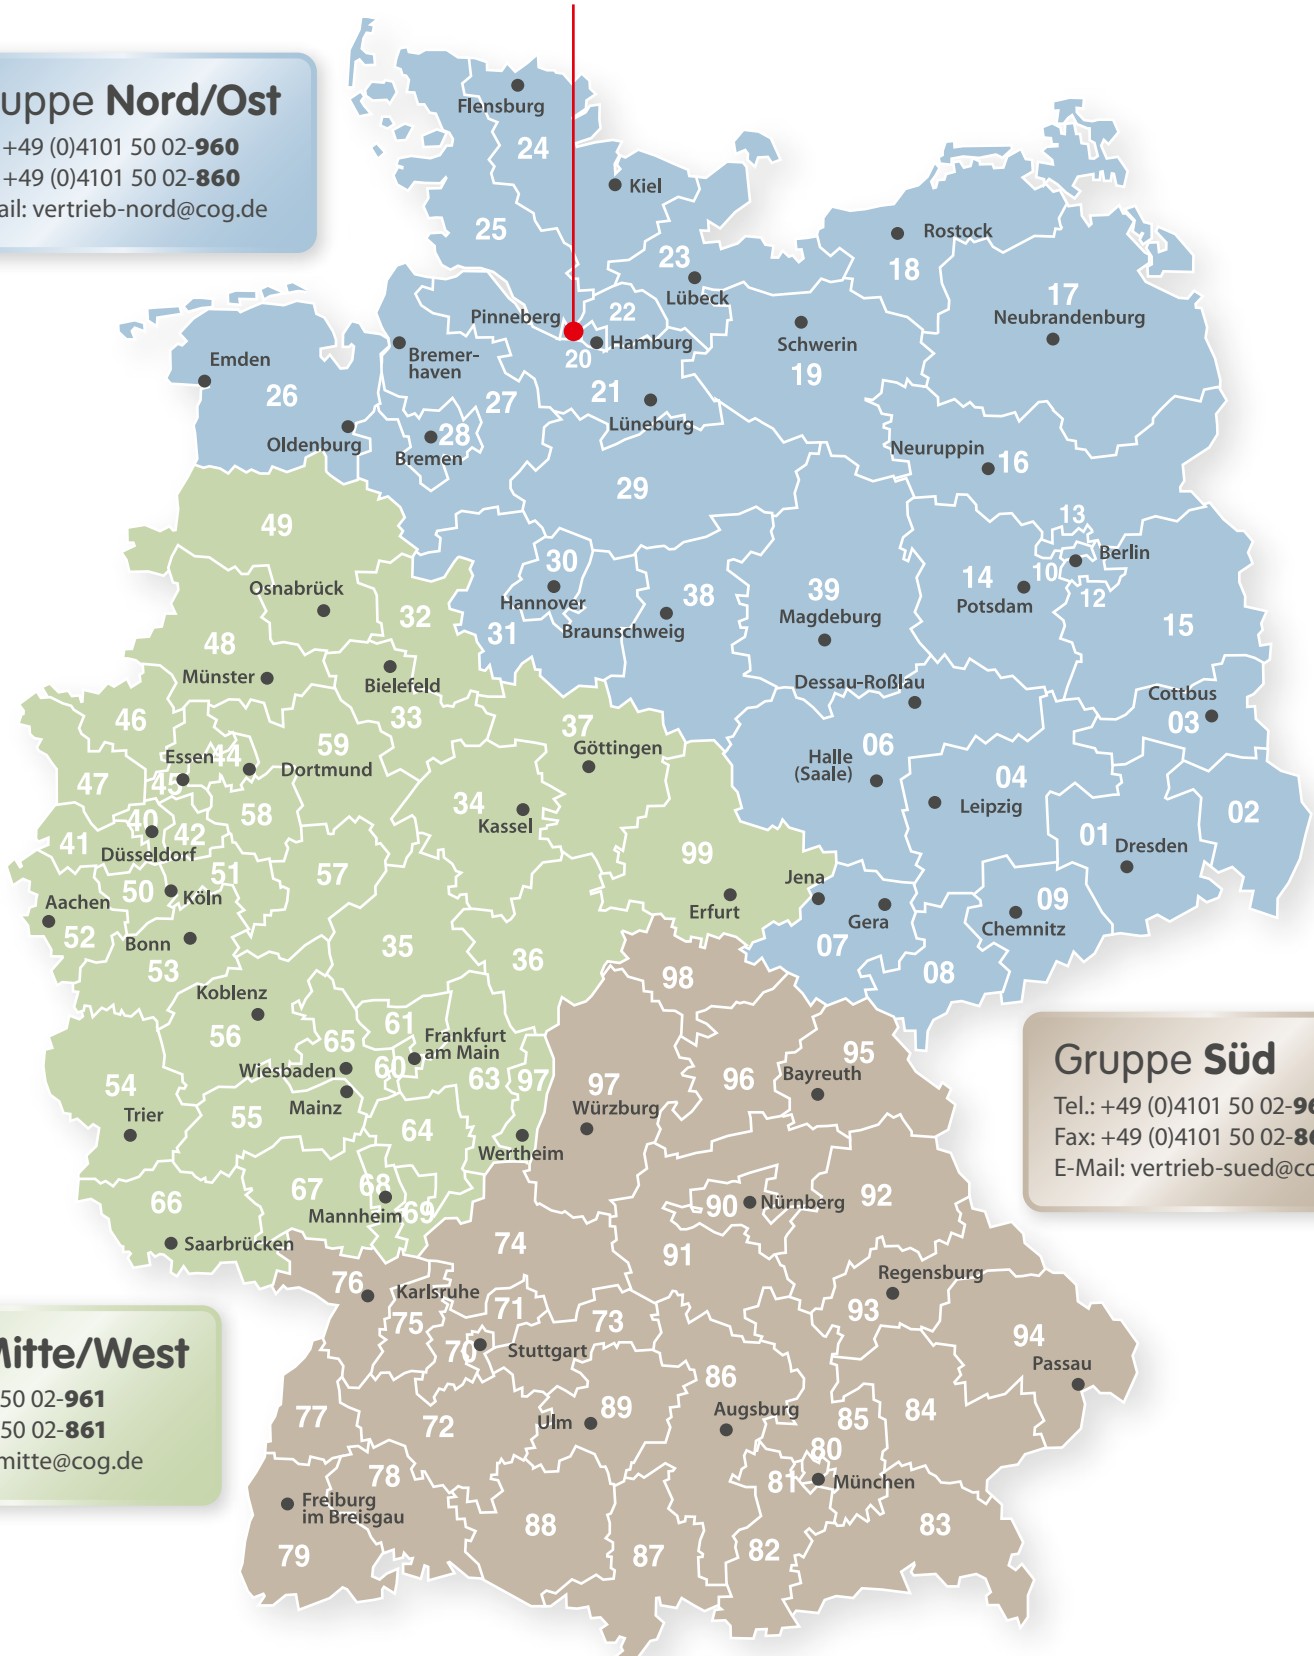 uppe Nord/Ost
+49 (0)4101 50 02-960
+49 (0)4101 50 02-860
ail: vertrieb-nord@cog.de
Flensburg
24
Kiel
25
23
Lübeck
Rostock
18
17
Neubrandenburg
Pinneberg
22
Hamburg
20
21
Lüneburg
Schwerin
19
Emden
26
Oldenburg
Bremer-
haven
27
28
Bremen
29
Neuruppin
16
49
Osnabrück
32
30
Hannover
31
Braunschweig
38
39
Magdeburg
13
Berlin
10
12
14
Potsdam
15
48
Münster
Bielefeld
33
Dessau-Roßlau
Cottbus
03
46
Essen
44
59
Dortmund
37
Göttingen
06
Halle
(Saale)
04
Leipzig
47
45
58
34
Kassel
02
41
40
42
Düsseldorf
01
Dresden
99
Erfurt
Jena
50
51
Köln
57
Aachen
52
Bonn
53
35
36
Gera
07
09
Chemnitz
08
98
Koblenz
56
65
61
Frankfurt
am Main
60
63
97
97
Würzburg
96
95
Bayreuth
Gruppe Süd
Tel.: +49 (0)4101 50 02-96
Fax: +49 (0)4101 50 02-86
E-Mail: vertrieb-sued@co
Wiesbaden
Mainz
54
Trier
55
64
Wertheim
66
Saarbrücken
67
68
Mannheim
69
90
Nürnberg
92
74
91
76
Karlsruhe
75
71
70
Stuttgart
73
Regensburg
93
94
Passau
Mitte/West
50 02-961
50 02-861
mitte@cog.de
77
72
Ulm
89
86
Augsburg
85
84
80
81
München
78
Freiburg
im Breisgau
79
88
87
82
83